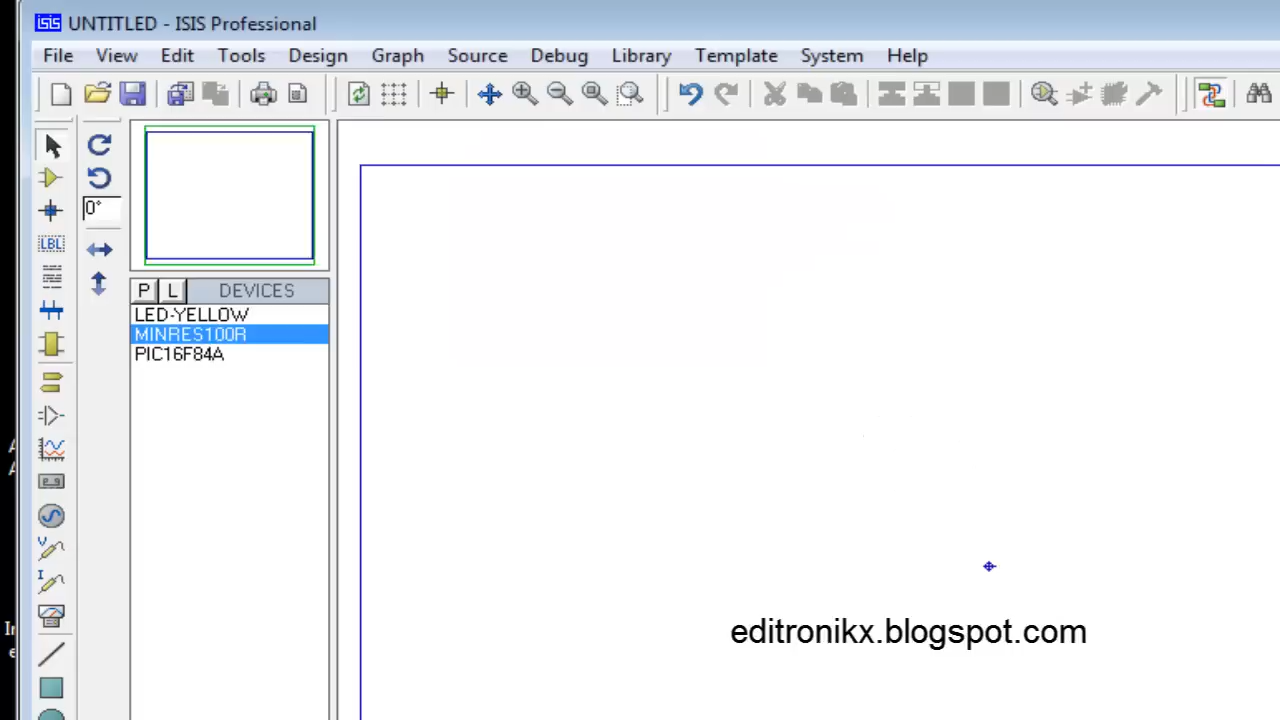 isis UNTITLED - ISIS Professional
File View Edit Tools Design Graph Source Debug Library Template System Help
LBL
0°
P L DEVICES
LED-YELLOW
MINRES100R
PIC16F84A
V
I
editronikx.blogspot.com